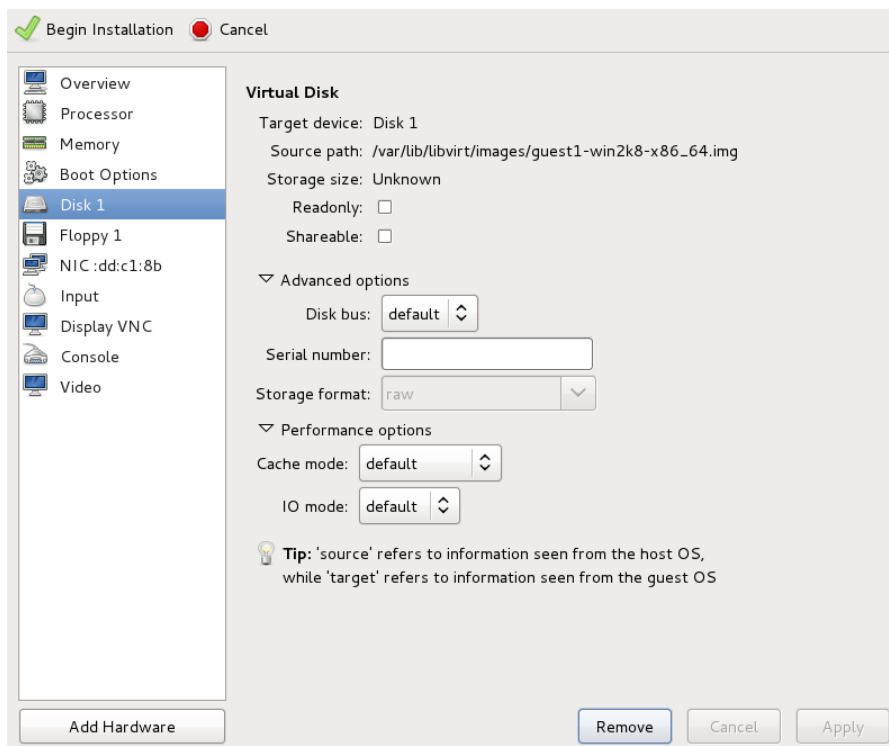 Begin Installation Cancel
Overview
Processor
Memory
Boot Options
Disk 1
Floppy 1
NIC :dd:c1:8b
Input
Display VNC
Console
Video
Add Hardware
Virtual Disk
Target device: Disk 1
Source path: /var/lib/libvirt/images/guest1-win2k8-x86_64.img
Storage size: Unknown
Readonly:
Shareable:
Advanced options
Disk bus: default
Serial number:
Storage format: raw
Performance options
Cache mode: default
IO mode: default
Tip: 'source' refers to information seen from the host OS,
while 'target' refers to information seen from the guest OS
Remove Cancel Apply